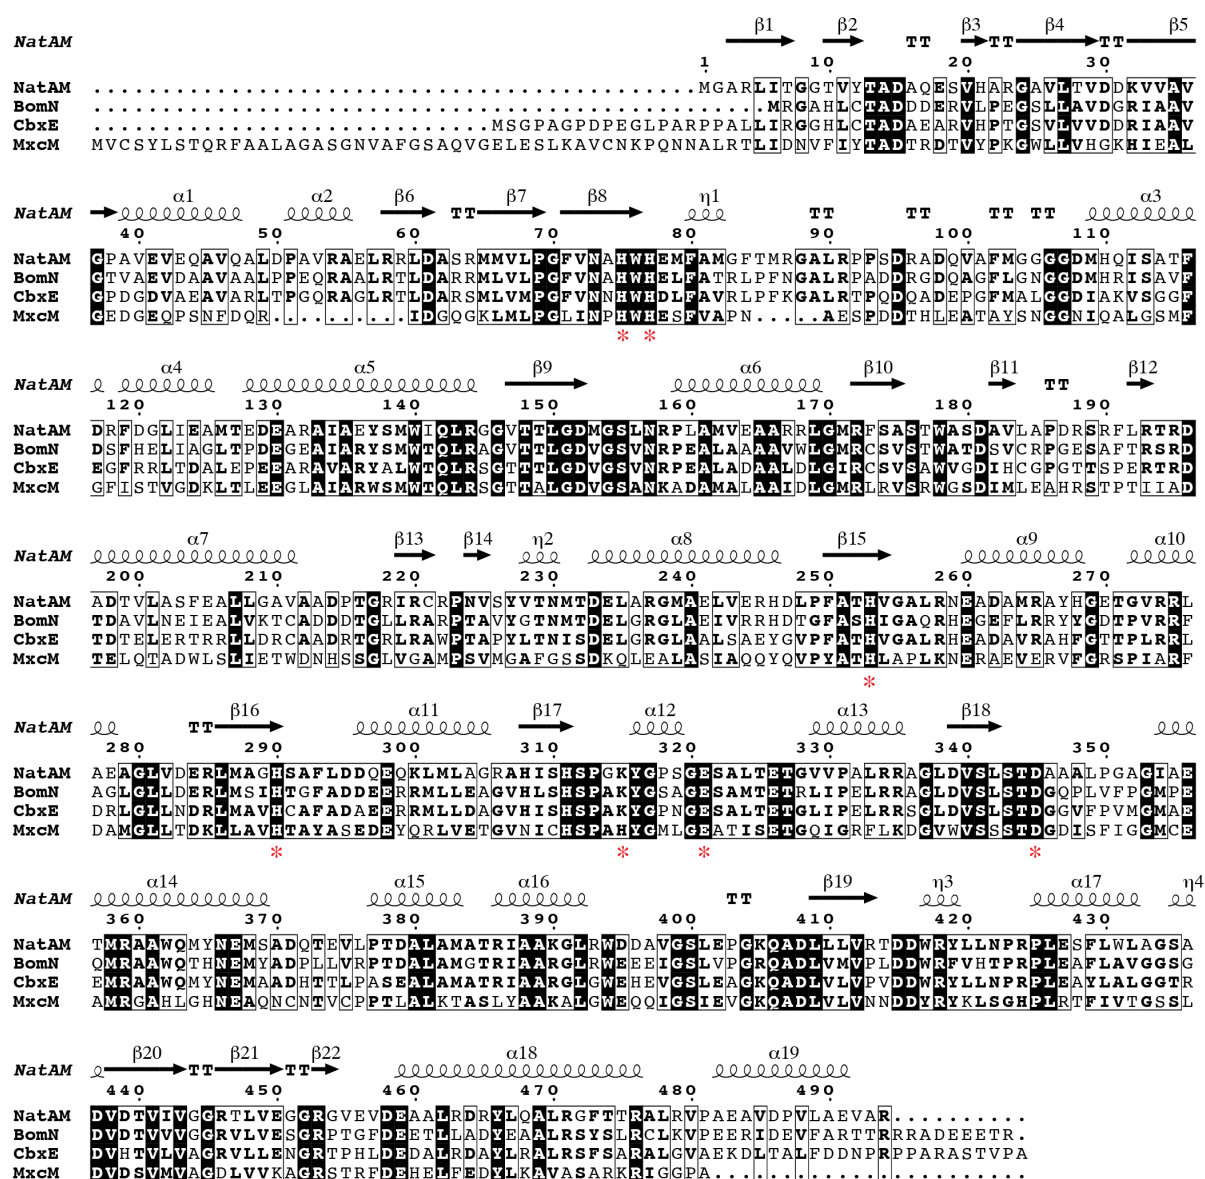 β1 β2 β3 β4 β5
NatAM TT TT TT
1 10 20 30
NatAM ............................................MGARLITGGTVYTADAQESVHARGAVLTVDDKVVAV
BomN .................................................MRGAHLCTADDDERVLPEGSLLAVDGRIAAV
CbxE .............................MSGPAGPDPEGLPARPPALLIRGGHLCTADAEARVHPTGSVLVVDDRIAAV
MxcM MVCSYLSTQRFAALAGASGNVAFGSAQVGELESLKAVCNKPQNNALRTLIDNVFIYTADTRDTVYPKGWLLVHGKHIEAL
α1 α2 β6 β7 β8 η1 α3
NatAM TT TT TT TT TT
40 50 60 70 80 90 100 110
NatAM GPAVEVEQAVQALDPAVRAELRRLDASRMMVLPGFVNAHWHEMFAMGFTMRGALRPPSDRADQVAFMGGGGDMHQISATF
BomN GTVAEVDAAVAALPPEQRAALRTLDARGMLVLPGFVNAHWHELFATRLPFNGALRPADDRGDQAGFLGNGGDMHRISAVF
CbxE GPDGDVAEAVARLTPGQRAGLRTLDARSMLVMPGFVNNHWHDLFAVRLPFKGALRTPQDQADEPGFMALGGDIAKVSGGF
MxcM GEDGEQPSNFDQR..........IDGQGKLMLPGLINPHWHESFVAPN.....AESPDDTHLEATAYSNGGNIQALGSMF
* *
α4 α5 β9 α6 β10 β11 β12
NatAM TT
120 130 140 150 160 170 180 190
NatAM DRFDGLIEAMTEDEARAIAEYSMWIQLRGGVTTLGDMGSLNRPLAMVEAARRLGMRFSASTWASDAVLAPDRSRFLRTRD
BomN DSFHELIAGLTPDEGEAIARYSMWTQLRAGVTTLGDVGSVNRPEALAAAAVWLGMRCSVSTWATDSVCRPGESAFTRSRD
CbxE EGFRRLTDALEPEEARAVARYALWTQLRSGTTTLGDVGSVNRPEALADAALDLGIRCSVSAWVGDIHCGPGTTSPERTRD
MxcM GFISTVGDKLTLEEGLAIARWSMWTQLRSGTTALGDVGSANKADAMALAAIDLGMRLRVSRWGSDIMLEAHRSTPTIIAD
α7 β13 β14 η2 α8 β15 α9 α10
NatAM
200 210 220 230 240 250 260 270
NatAM ADTVLASFEALLGAVAADPTGRIRCRPNVSYVTNMTDELARGMAELVERHDLPFATHVGALRNEADAMRAYHGETGVRRL
BomN TDAVLNEIEALVKTCADDDTGLLRARPTAVYGTNMTDELGRGLAEIVRRHDTGFASHIGAQRHEGEFLRRYYGDTPVRRF
CbxE TDTELERTRRLLDRCAADRTGRLRAWPTAPYLTNISDELGRGLAALSAEYGVPFATHVGALRHEADAVRAHFGTTPLRRL
MxcM TELQTADWLSLIETWDNHSSGLVGAMPSVMGAFGSSDKQLEALASIAQQYQVPYATHLAPLKNERAEVERVFGRSPIARF
*
β16 α11 β17 α12 α13 β18
NatAM TT
280 290 300 310 320 330 340 350
NatAM AEAGLVDERLMAGHSAFLDDQEQKLMLAGRAHISHSPGKYGPSGESALTETGVVPALRRAGLDVSLSTDAAALPGAGIAE
BomN AGLGLLDERLMSIHTGFADDEERRMLLEAGVHLSHSPAKYGSAGESAMTETRLIPELRRAGLDVSLSTDGQPLVFPGMPE
CbxE DRLGLLNDRLMAVHCAFADAEERRMLLDAGVHISHSPAKYGPNGESALTETGLIPELRRSGLDVSLSTDGGVFPVMGMAE
MxcM DAMGLLTDKLLAVHTAYASEDEYQRLVETGVNICHSPAHYGMLGEATISETGQIGRFLKDGVWVSSSTDGDISFIGGMCE
* * * *
α14 α15 α16 β19 η3 α17 η4
NatAM TT
360 370 380 390 400 410 420 430
NatAM TMRAAWQMYNEMSADQTEVLPTDALAMATRIAAKGLRWDDAVGSLEPGKQADLLLVRTDDWRYLLNPRPLESFLWLAGSA
BomN QMRAAWQTHNEMYADPLLVRPTDALAMGTRIAARGLRWEEEIGSLVPGRQADLVMVPLDDWRFVHTPRPLEAFLAVGGSG
CbxE EMRAAWQMYNEMAADHTTLPASEALAMATRIAARGLGWEHEVGSLEAGKQADLVLVPVDDWRYLLNPRPLEAYLALGGTR
MxcM AMRGAHLGHNEAQNCNTVCPPTLALKTASLYAAKALGWEQQIGSIEVGKQADLVLVNNDDYRYKLSGHPLRTFIVTGSSL
β20 β21 β22 α18 α19
NatAM TT TT
440 450 460 470 480 490
NatAM DVDTVIVGGRTLVEGGRGVEVDEAALRDRYLQALRGFTTRALRVPAEAVDPVLAEVAR..........
BomN DVDTVVVGGRVLVESGRPTGFDEETLLADYEAALRSYSLRCLKVPEERIDEVFARTTRRRADEEETR.
CbxE DVHTVLVAGRVLLENGRTPHLDEDALRDAYLRALRSFSARALGVAEKDLTALFDDNPRPPARASTVPA
MxcM DVDSVMVAGDLVVKAGRSTRFDEHELFEDYLKAVASARKRIGGPA.......................